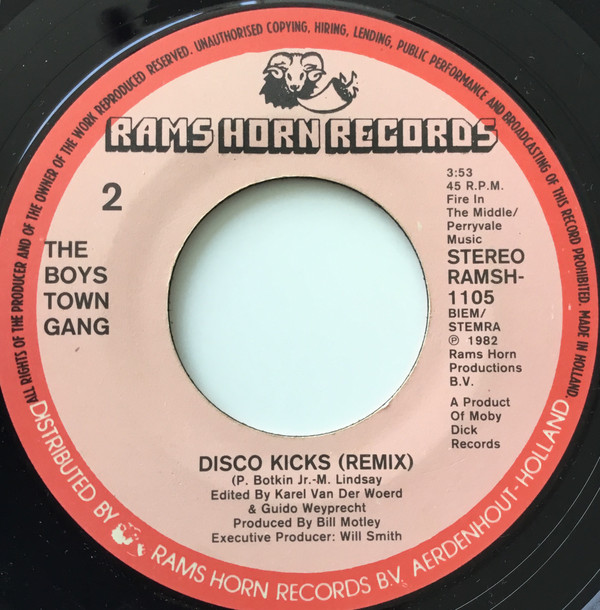 ALL RIGHTS OF THE PRODUCER AND/OF THE OWNER OF THE WORK REPRODUCED RESERVED. UNAUTHORISED COPYING, HIRING, LENDING, PUBLIC PERFORMANCE AND BROADCASTING OF THIS RECORD PROHIBITED. MADE IN HOLLAND.
RAMS HORN RECORDS
2
THE
BOYS
TOWN
GANG
3:53
45 R.P.M.
Fire In
The Middle/
Perryvale
Music
STEREO
RAMSH-
1105
BIEM/
STEMRA
℗ 1982
Rams Horn
Productions
B.V.
A Product
Of Moby
Dick
Records
DISCO KICKS (REMIX)
(P. Botkin Jr.-M. Lindsay
Edited By Karel Van Der Woerd
& Guido Weyprecht
Produced By Bill Motley
Executive Producer: Will Smith
DISTRIBUTED BY RAMS HORN RECORDS B.V. AERDENHOUT-HOLLAND